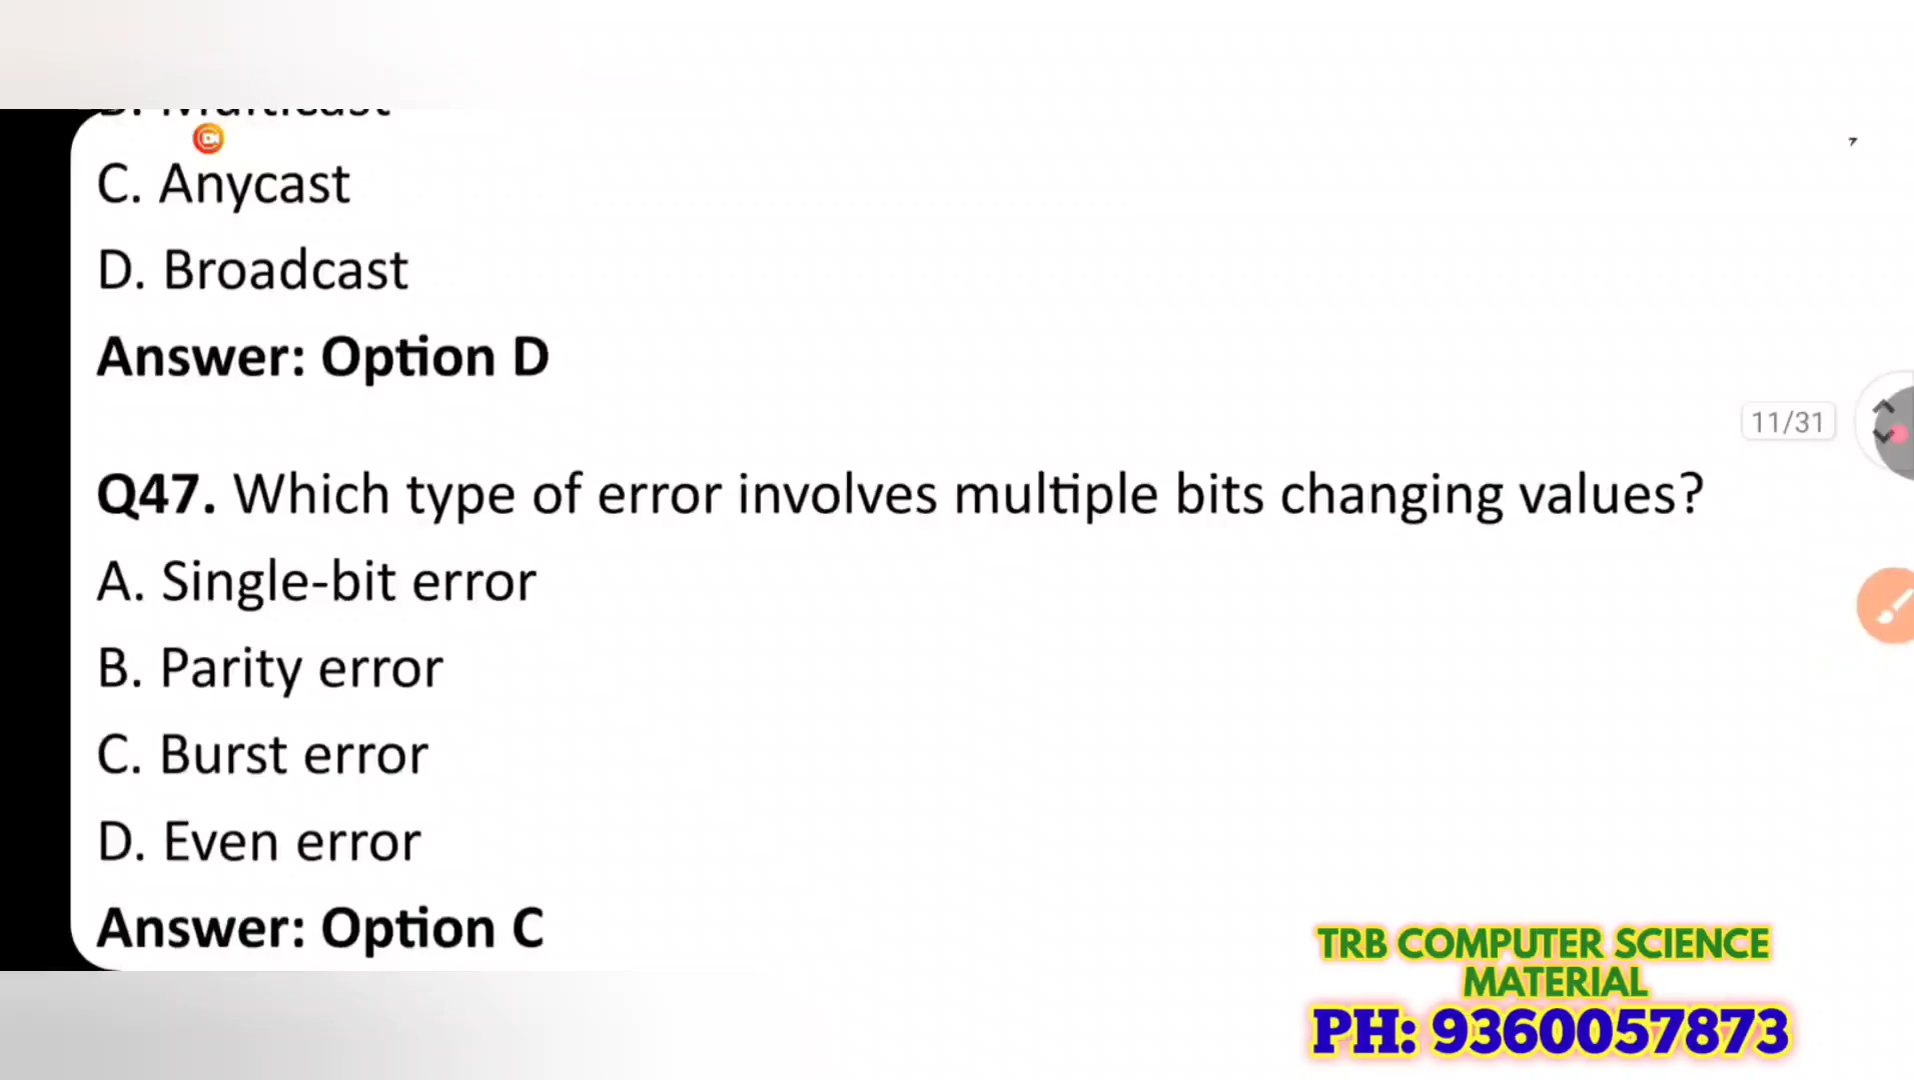 B. Multicast
C. Anycast
D. Broadcast
Answer: Option D
11/31
Q47. Which type of error involves multiple bits changing values?
A. Single-bit error
B. Parity error
C. Burst error
D. Even error
Answer: Option C
TRB COMPUTER SCIENCE
MATERIAL
PH: 9360057873